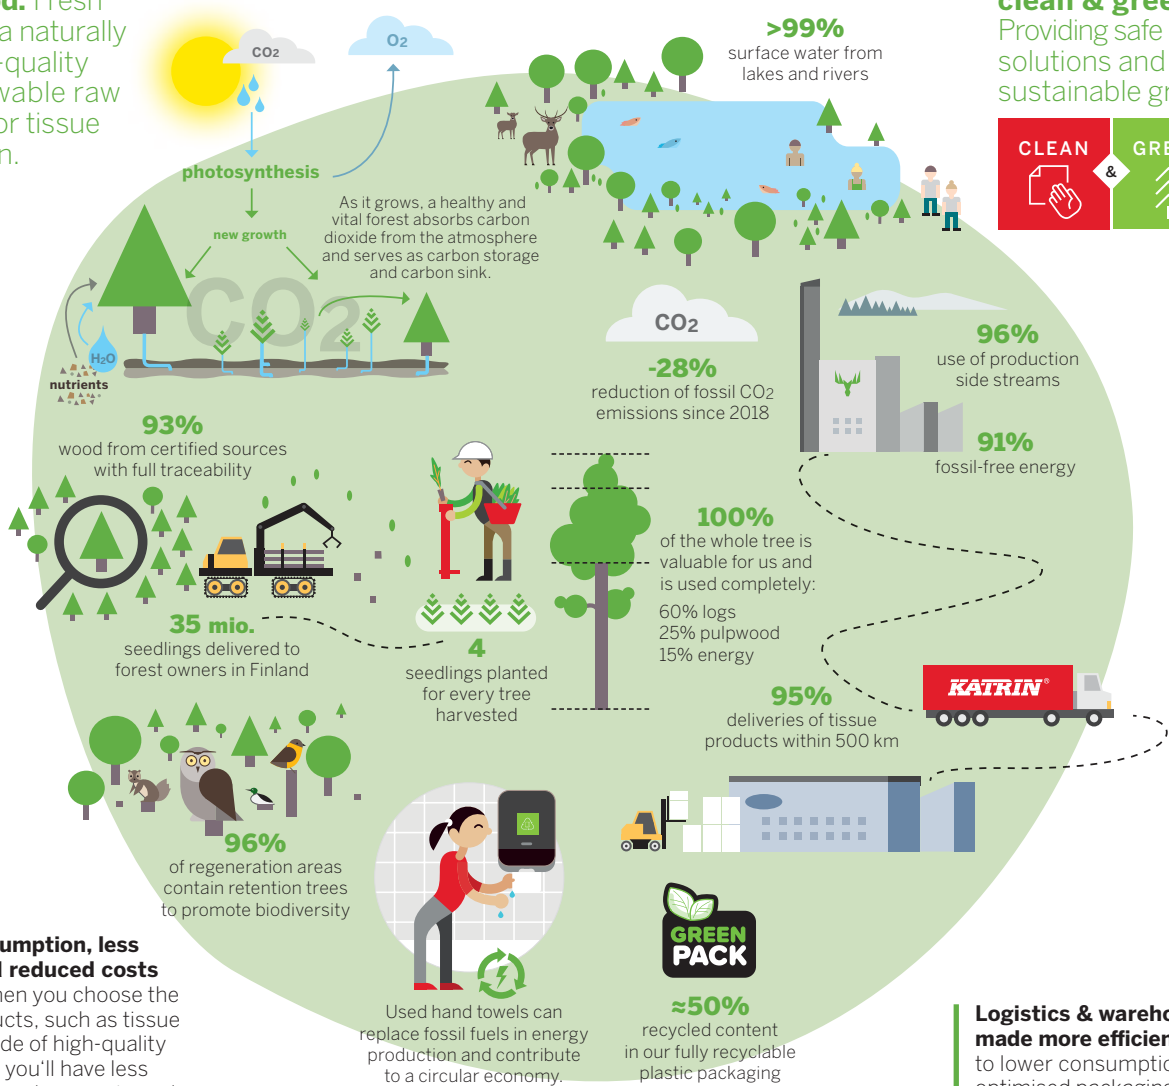 Fresh
a naturally
-quality
wable raw
or tissue
n.
CO2
O2
photosynthesis
new growth
As it grows, a healthy and
vital forest absorbs carbon
dioxide from the atmosphere
and serves as carbon storage
and carbon sink.
CO2
H2O
nutrients
>99%
surface water from
lakes and rivers
clean & gree
Providing safe
solutions and
sustainable gr
CLEAN
&
GRE
CO2
-28%
reduction of fossil CO2
emissions since 2018
96%
use of production
side streams
91%
fossil-free energy
93%
wood from certified sources
with full traceability
35 mio.
seedlings delivered to
forest owners in Finland
4
seedlings planted
for every tree
harvested
100%
of the whole tree is
valuable for us and
is used completely:
60% logs
25% pulpwood
15% energy
KATRIN®
95%
deliveries of tissue
products within 500 km
96%
of regeneration areas
contain retention trees
to promote biodiversity
Used hand towels can
replace fossil fuels in energy
production and contribute
to a circular economy.
GREEN
PACK
≈50%
recycled content
in our fully recyclable
plastic packaging
sumption, less
d reduced costs
hen you choose the
ucts, such as tissue
de of high-quality
you‘ll have less
Logistics & wareho
made more efficien
to lower consumptio